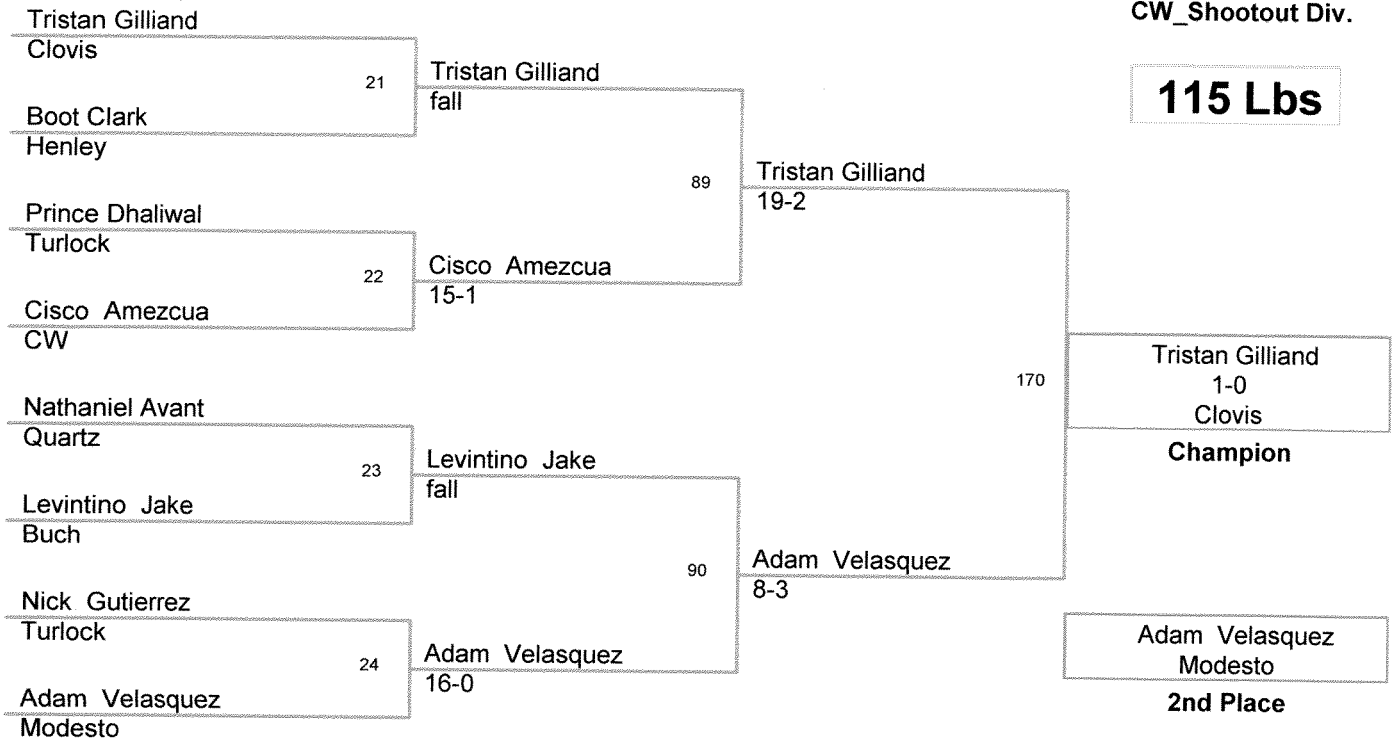 CW_Shootout Div.
115 Lbs
Tristan Gilliand
Clovis
21
Boot Clark
Henley
Tristan Gilliand
fall
Prince Dhaliwal
Turlock
22
Cisco Amezcua
CW
Cisco Amezcua
15-1
89
Tristan Gilliand
19-2
Nathaniel Avant
Quartz
23
Levintino Jake
Buch
Levintino Jake
fall
Nick Gutierrez
Turlock
24
Adam Velasquez
Modesto
Adam Velasquez
16-0
90
Adam Velasquez
8-3
170
Tristan Gilliand
1-0
Clovis
Champion
Adam Velasquez
Modesto
2nd Place